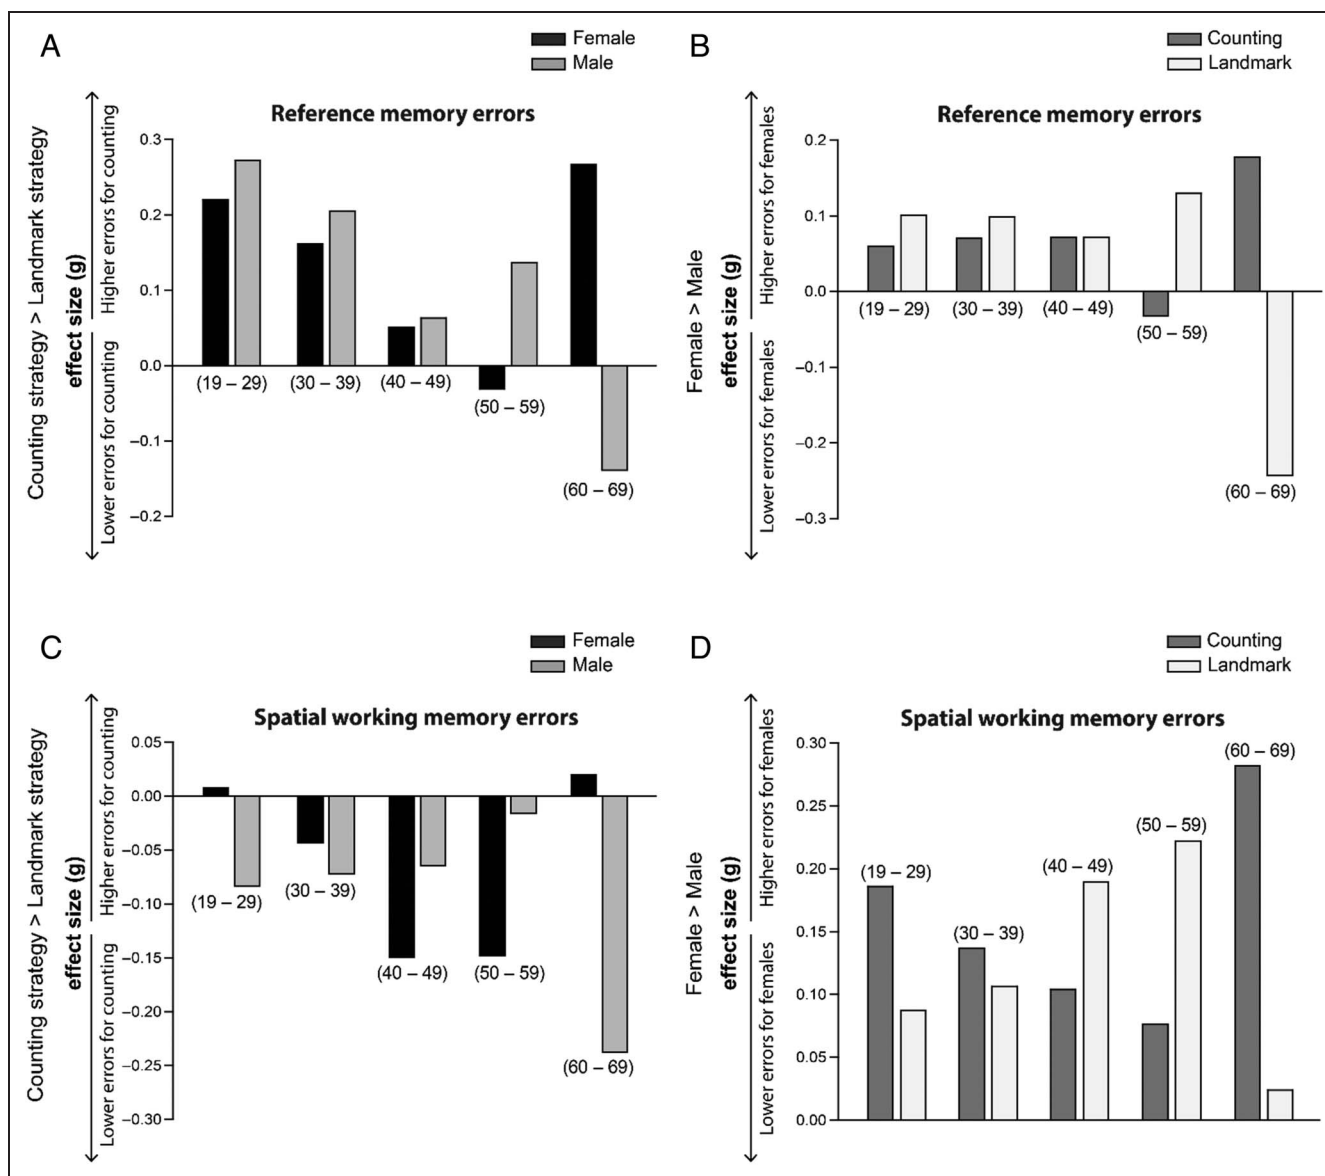 A
Female
Male
Reference memory errors
Counting strategy > Landmark strategy
effect size (g)
Higher errors for counting
Lower errors for counting
0.3
0.2
0.1
0.0
–0.1
–0.2
(19 – 29)
(30 – 39)
(40 – 49)
(50 – 59)
(60 – 69)
B
Counting
Landmark
Reference memory errors
Female > Male
effect size (g)
Higher errors for females
Lower errors for females
0.2
0.1
0.0
–0.1
–0.2
–0.3
(19 – 29)
(30 – 39)
(40 – 49)
(50 – 59)
(60 – 69)
C
Female
Male
Spatial working memory errors
Counting strategy > Landmark strategy
effect size (g)
Higher errors for counting
Lower errors for counting
0.05
0.00
–0.05
–0.10
–0.15
–0.20
–0.25
–0.30
(19 – 29)
(30 – 39)
(40 – 49)
(50 – 59)
(60 – 69)
D
Counting
Landmark
Spatial working memory errors
Female > Male
effect size (g)
Higher errors for females
Lower errors for females
0.30
0.25
0.20
0.15
0.10
0.05
0.00
(19 – 29)
(30 – 39)
(40 – 49)
(50 – 59)
(60 – 69)